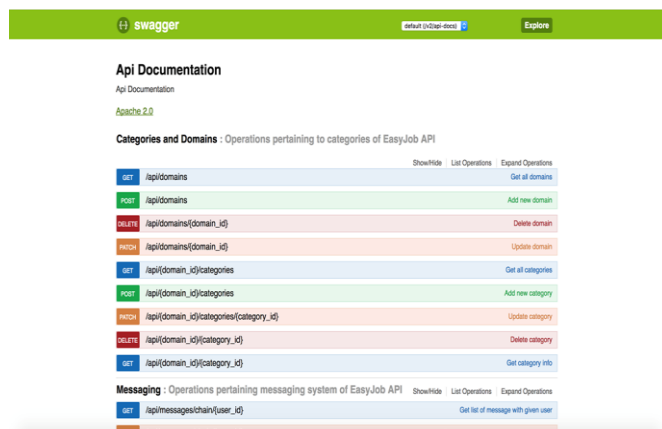 swagger
default (/v2/api-docs)
Explore
Api Documentation
Api Documentation
Apache 2.0
Categories and Domains : Operations pertaining to categories of EasyJob API
Show/Hide List Operations Expand Operations
GET /api/domains Get all domains
POST /api/domains Add new domain
DELETE /api/domains/{domain_id} Delete domain
PATCH /api/domains/{domain_id} Update domain
GET /api/{domain_id}/categories Get all categories
POST /api/{domain_id}/categories Add new category
PATCH /api/{domain_id}/categories/{category_id} Update category
DELETE /api/{domain_id}/{category_id} Delete category
GET /api/{domain_id}/{category_id} Get category info
Messaging : Operations pertaining messaging system of EasyJob API Show/Hide List Operations Expand Operations
GET /api/messages/chain/{user_id} Get list of message with given user